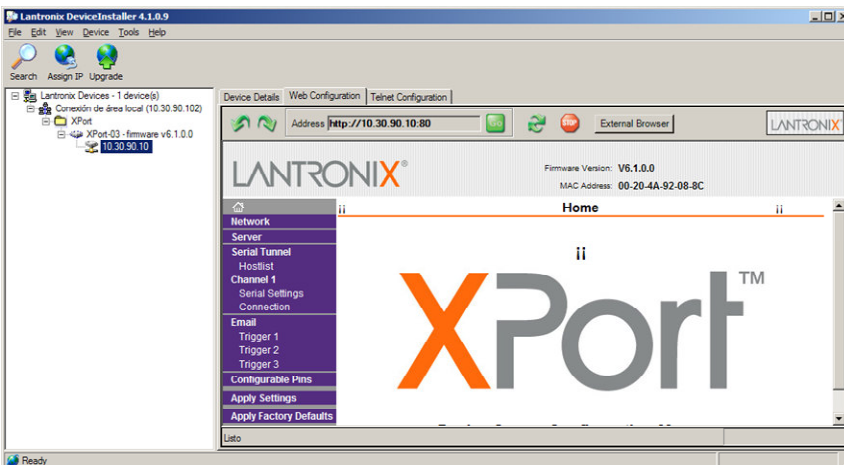 Lantronix DeviceInstaller 4.1.0.9
File Edit View Device Tools Help
Search Assign IP Upgrade
Lantronix Devices - 1 device(s)
Conexión de área local (10.30.90.102)
XPort
XPort-03 - firmware v6.1.0.0
10.30.90.10
Device Details Web Configuration Telnet Configuration
Address http://10.30.90.10:80 Go STOP External Browser LANTRONIX
LANTRONIX®
Firmware Version: V6.1.0.0
MAC Address: 00-20-4A-92-08-8C
Network
Server
Serial Tunnel
Hostlist
Channel 1
Serial Settings
Connection
Email
Trigger 1
Trigger 2
Trigger 3
Configurable Pins
Apply Settings
Apply Factory Defaults
¡¡ Home ¡¡
¡¡
XPort™
Listo
Ready